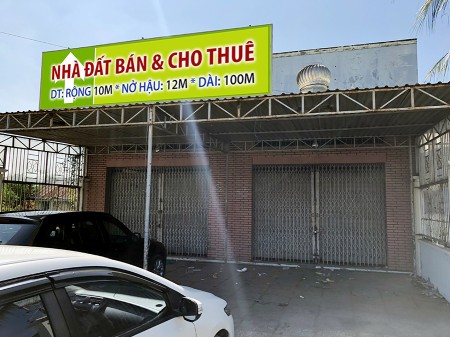 NHÀ ĐẤT BÁN & CHO THUÊ
DT: RỘNG 10M * NỞ HẬU: 12M * DÀI: 100M